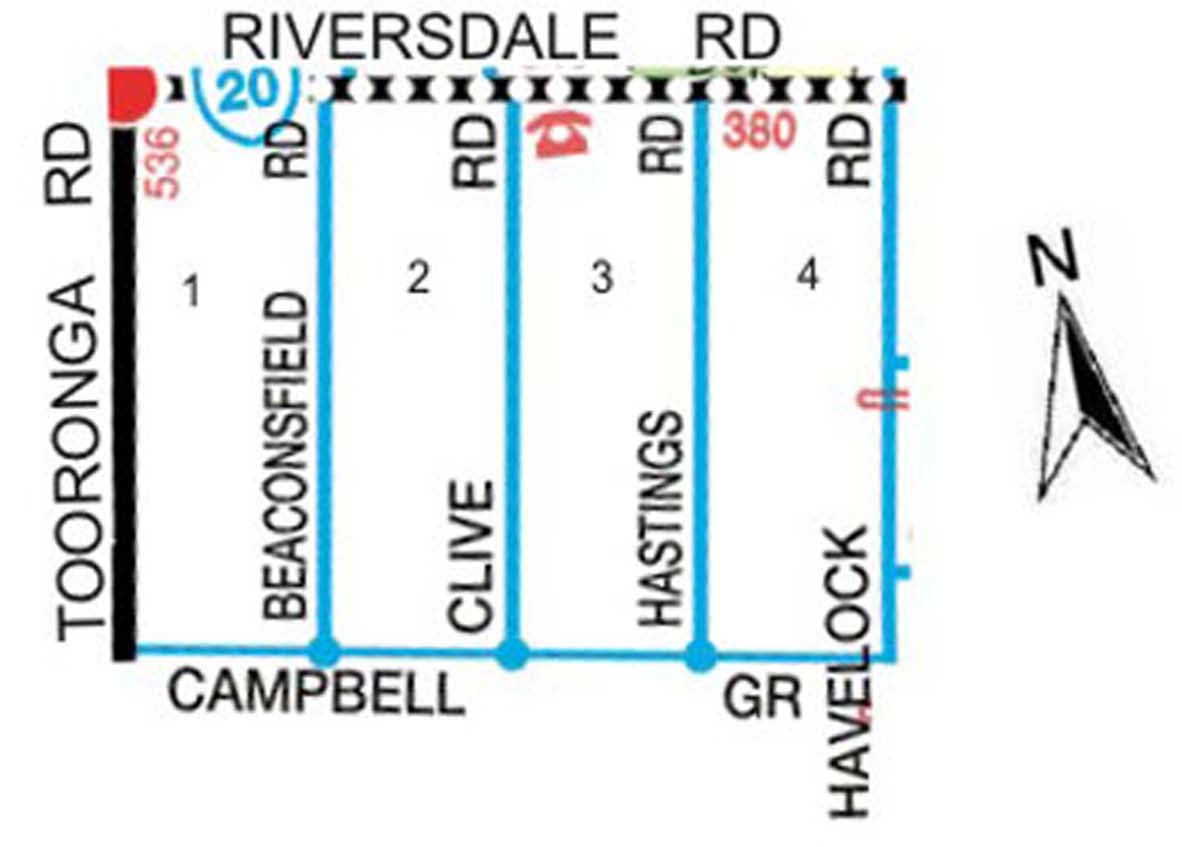 RIVERSDALE RD
20
536
380
TOORONGA RD
BEACONSFIELD RD
CLIVE RD
HASTINGS RD
HAVELOCK RD
1
2
3
4
N
CAMPBELL GR